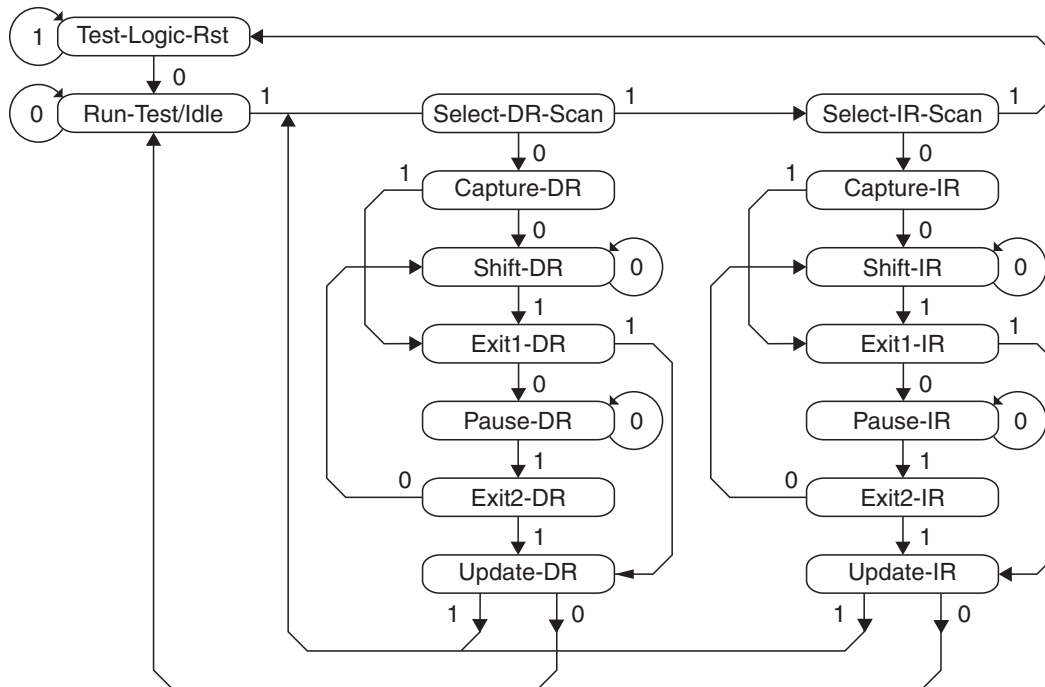 1
Test-Logic-Rst
0
0
Run-Test/Idle
1
Select-DR-Scan
1
Select-IR-Scan
1
0
0
1
Capture-DR
1
Capture-IR
0
0
Shift-DR
0
Shift-IR
0
1
1
Exit1-DR
1
Exit1-IR
1
0
0
Pause-DR
0
Pause-IR
0
1
1
0
Exit2-DR
0
Exit2-IR
1
1
Update-DR
Update-IR
1
0
1
0